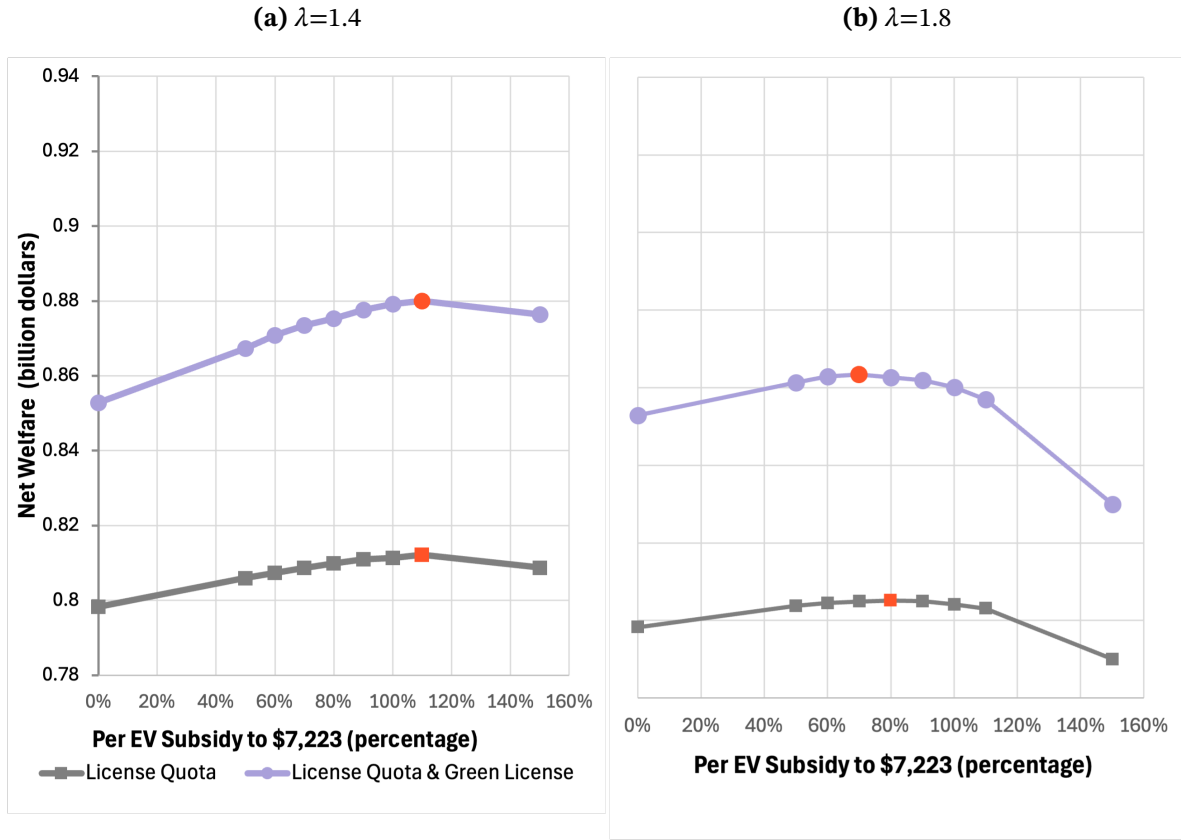 (a) λ=1.4
(b) λ=1.8
0.94
0.92
0.9
0.88
0.86
0.84
0.82
0.8
0.78
Net Welfare (billion dollars)
0% 20% 40% 60% 80% 100% 120% 140% 160%
Per EV Subsidy to $7,223 (percentage)
License Quota License Quota & Green License
0% 20% 40% 60% 80% 100% 120% 140% 160%
Per EV Subsidy to $7,223 (percentage)